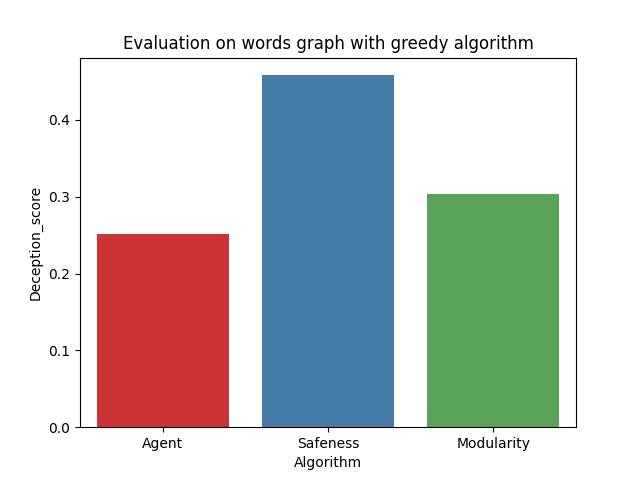 Evaluation on words graph with greedy algorithm
Deception_score
0.4
0.3
0.2
0.1
0.0
Agent
Safeness
Modularity
Algorithm